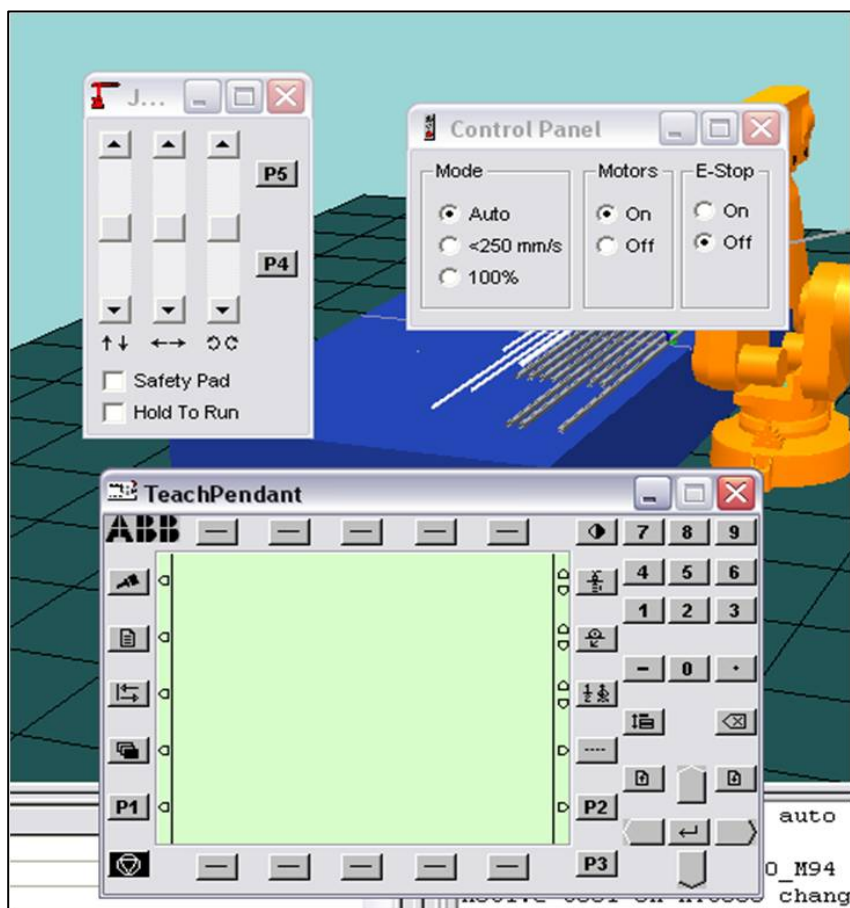 J...
P5
P4
Safety Pad
Hold To Run
Control Panel
Mode
Auto
<250 mm/s
100%
Motors
On
Off
E-Stop
On
Off
TeachPendant
ABB
7 8 9
4 5 6
1 2 3
- 0 .
P1
P2
P3
auto
O_M94
chang